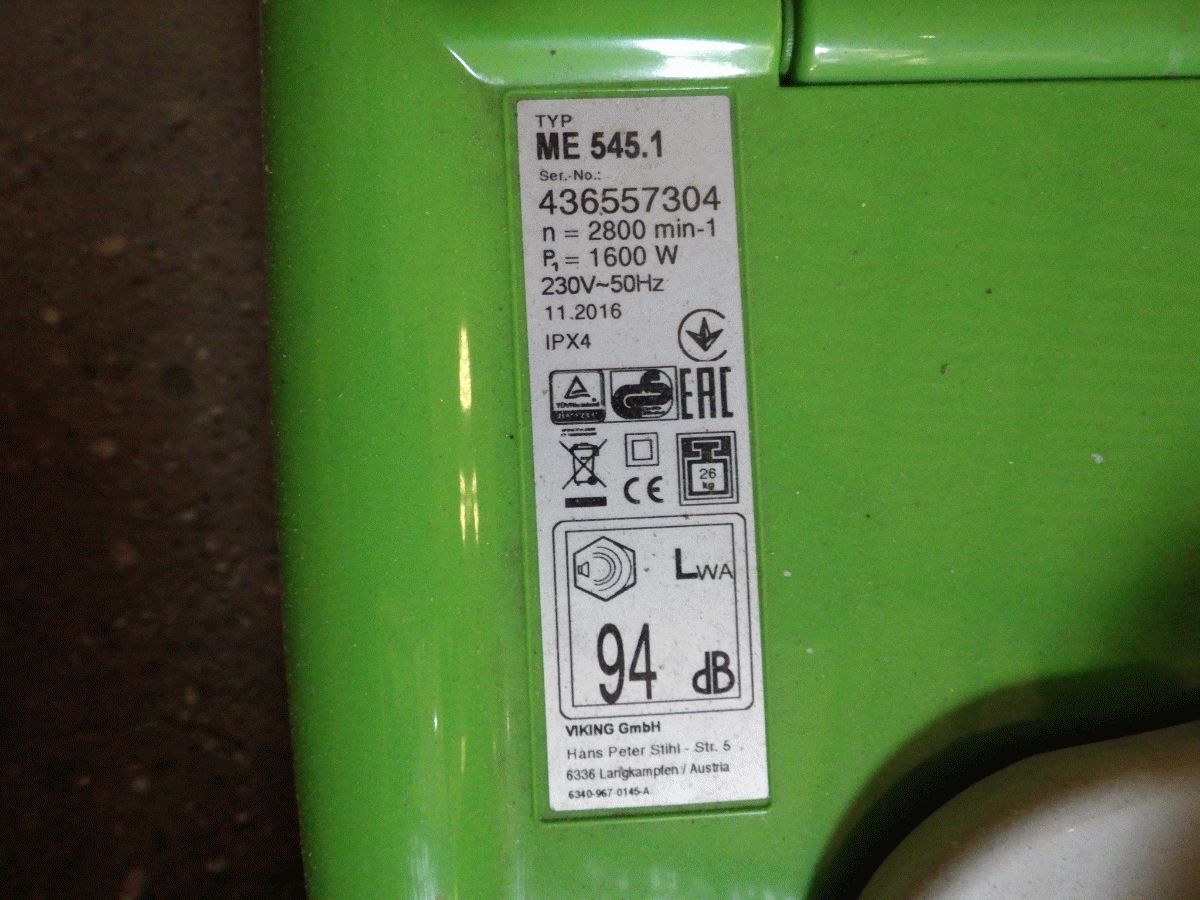 TYP
ME 545.1
Ser.-No.:
436557304
n = 2800 min-1
P₁ = 1600 W
230V~50Hz
11.2016
IPX4
EAC
CE
26
kg
LWA
94 dB
VIKING GmbH
Hans Peter Stihl - Str. 5
6336 Langkampfen / Austria
6340-967-0145-A